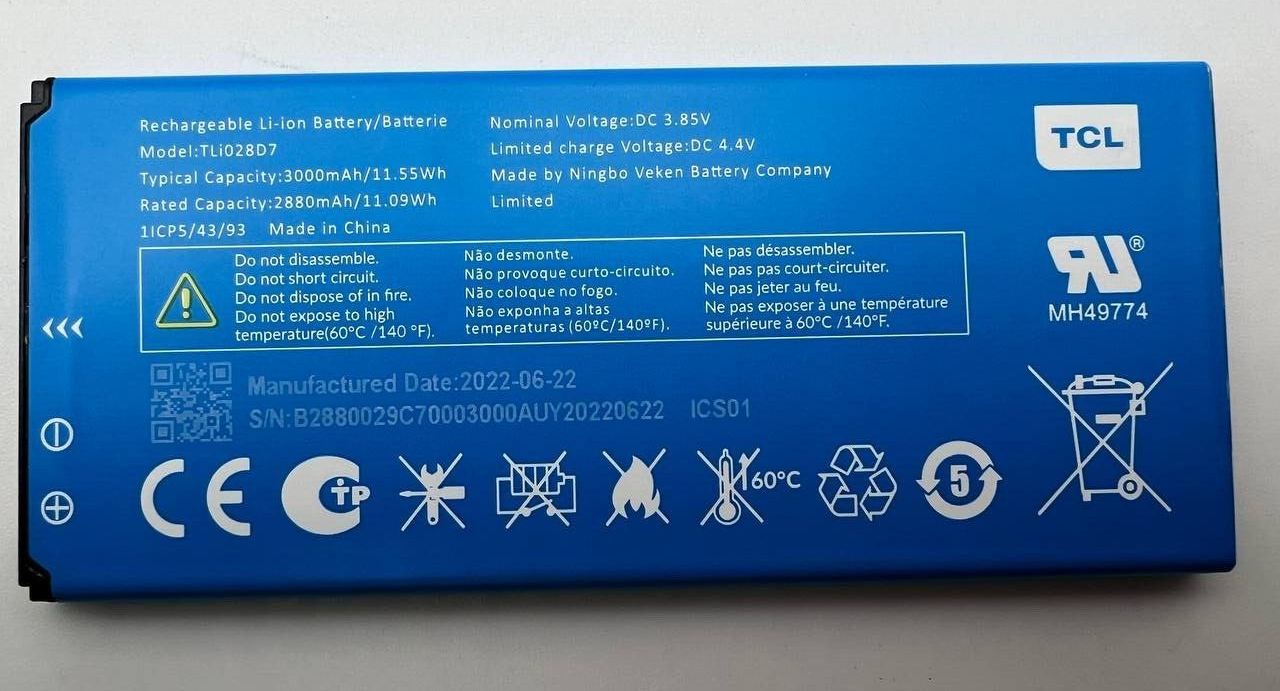 Rechargeable Li-ion Battery/Batterie
Model:TLi028D7
Typical Capacity:3000mAh/11.55Wh
Rated Capacity:2880mAh/11.09Wh
1ICP5/43/93 Made in China
Nominal Voltage:DC 3.85V
Limited charge Voltage:DC 4.4V
Made by Ningbo Veken Battery Company
Limited
TCL
Do not disassemble.
Do not short circuit.
Do not dispose of in fire.
Do not expose to high
temperature(60°C /140 °F).
Não desmonte.
Não provoque curto-circuito.
Não coloque no fogo.
Não exponha a altas
temperaturas (60ºC/140ºF).
Ne pas désassembler.
Ne pas pas court-circuiter.
Ne pas jeter au feu.
Ne pas exposer à une température
supérieure à 60°C /140°F.
RU®
MH49774
Manufactured Date:2022-06-22
S/N:B2880029C70003000AUY20220622 ICS01
CE
60°C
5